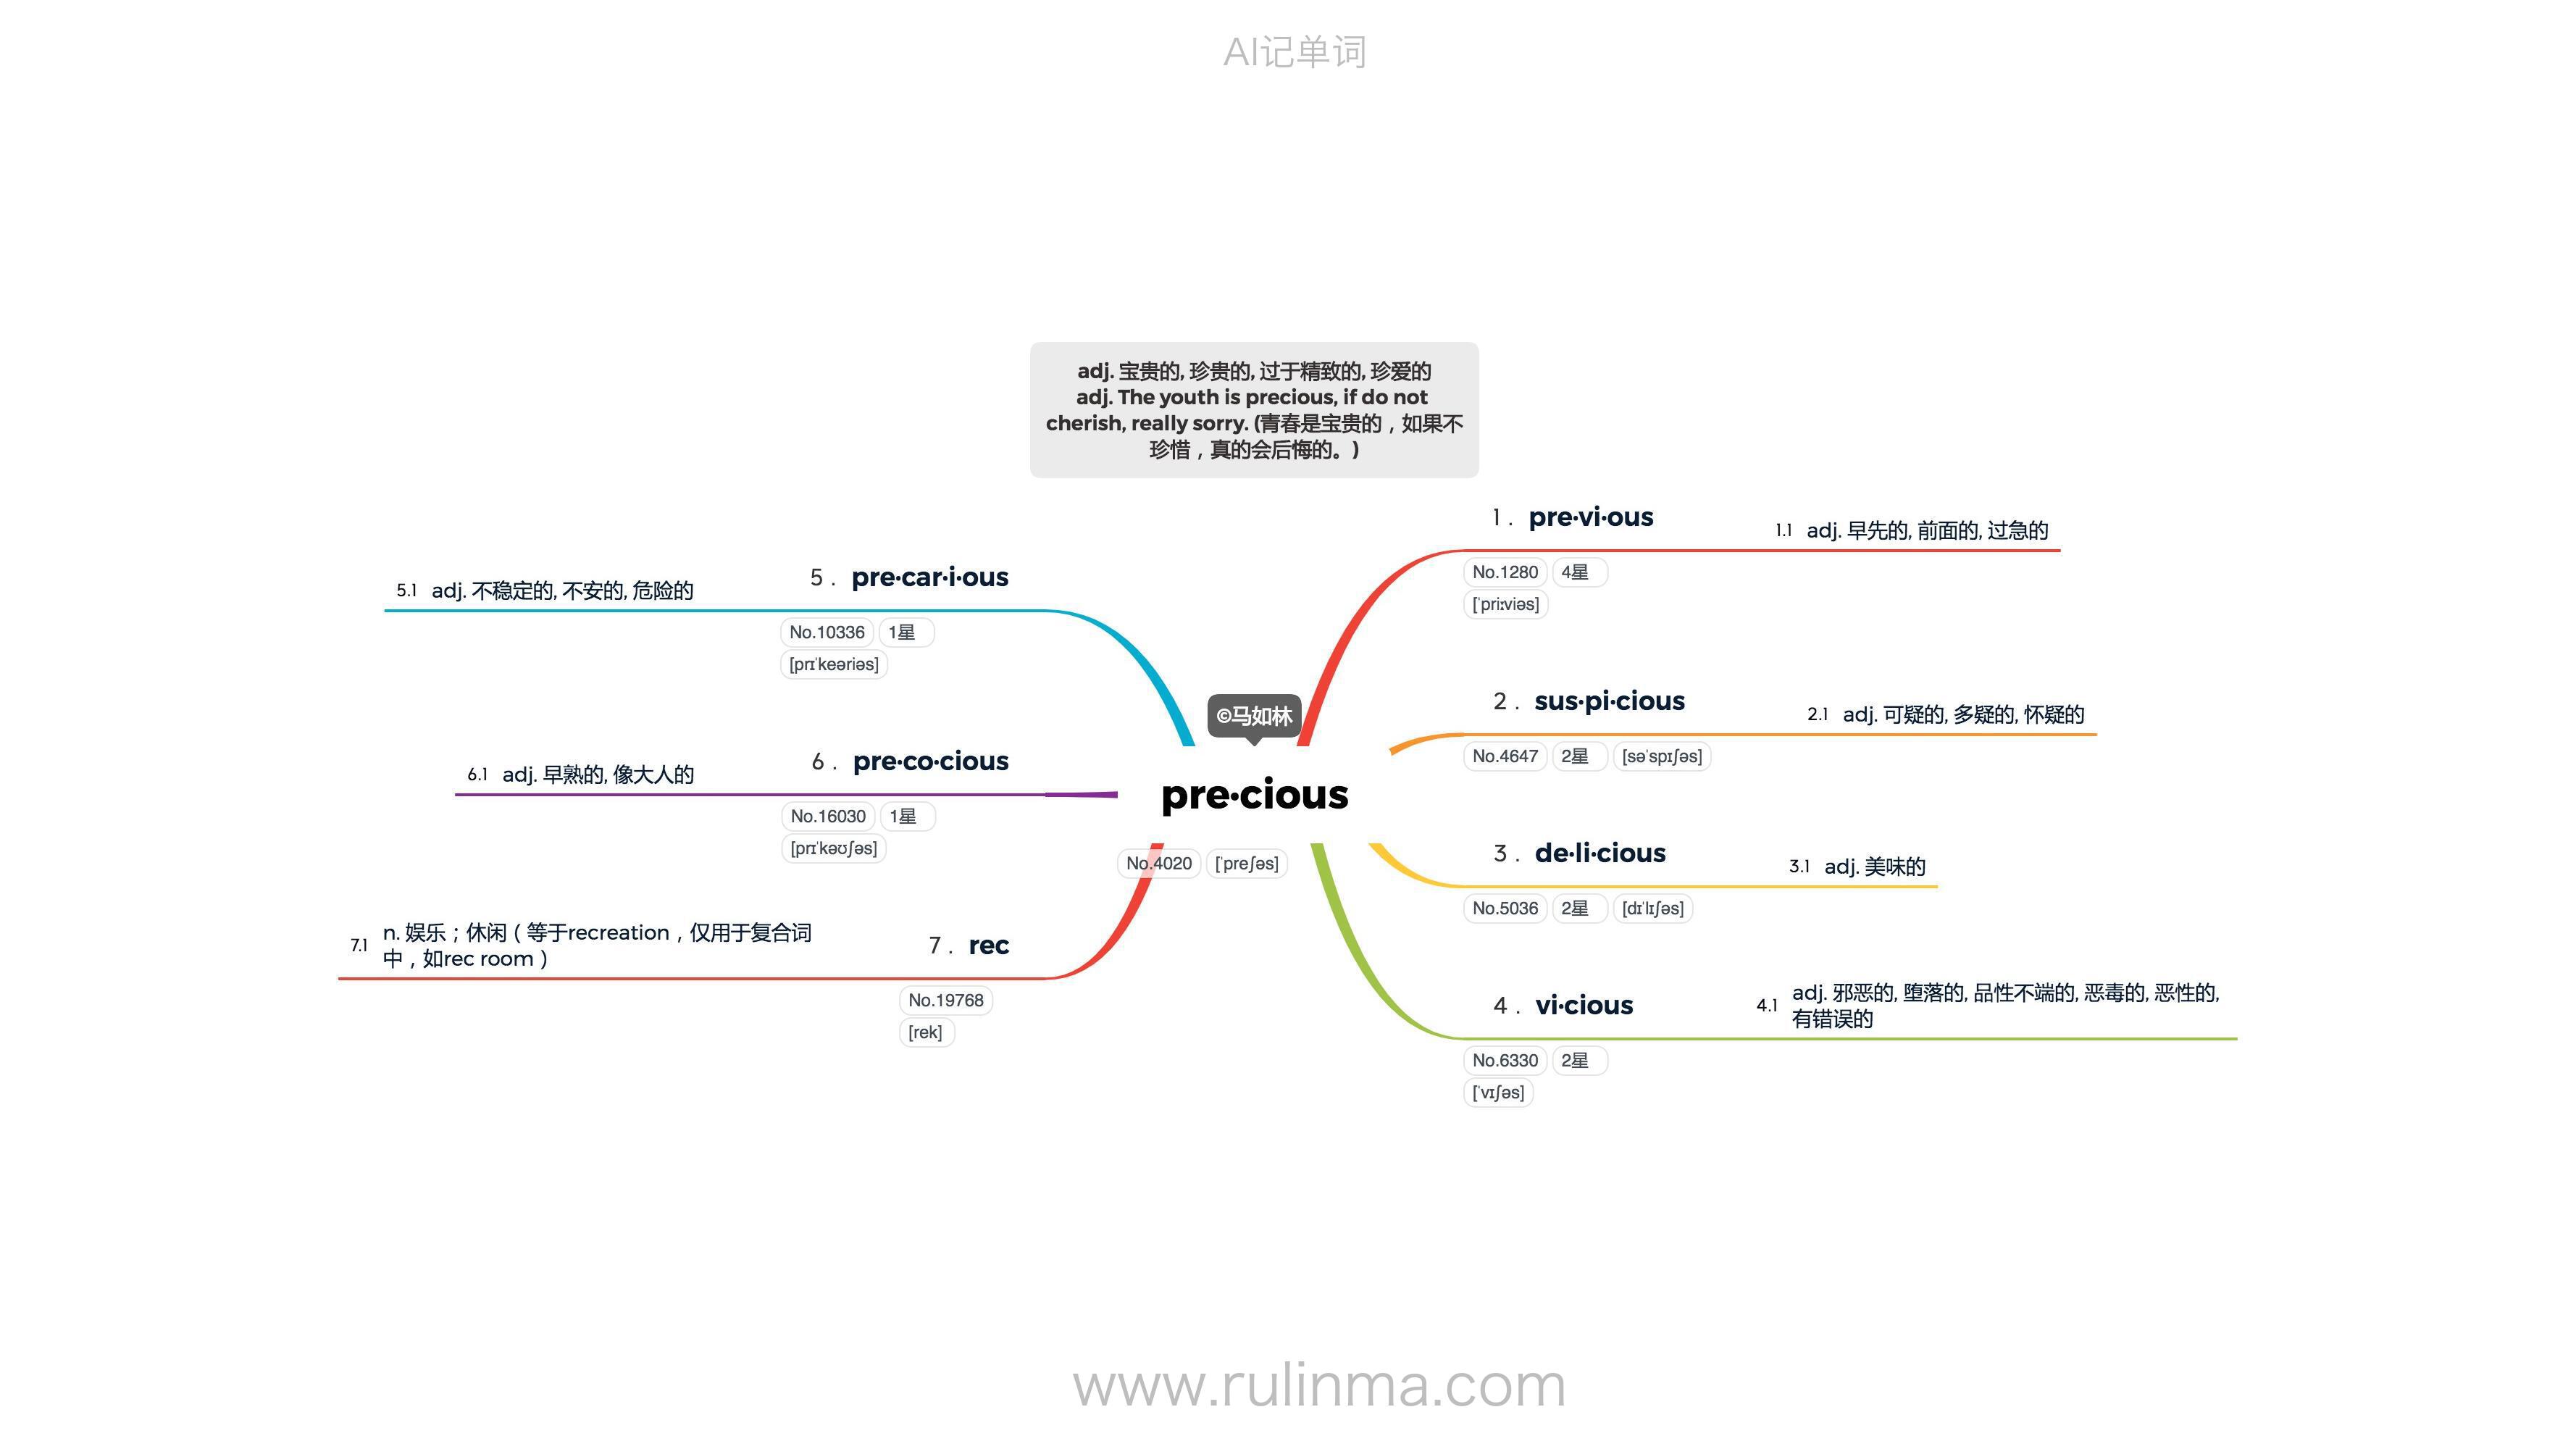 AI记单词
adj. 宝贵的, 珍贵的, 过于精致的, 珍爱的
adj. The youth is precious, if do not
cherish, really sorry. (青春是宝贵的，如果不
珍惜，真的会后悔的。)
©马如林
pre·cious
No.4020 [ˈpreʃəs]
1 . pre·vi·ous
1.1 adj. 早先的, 前面的, 过急的
No.1280 4星
[ˈpriːviəs]
2 . sus·pi·cious
2.1 adj. 可疑的, 多疑的, 怀疑的
No.4647 2星 [səˈspɪʃəs]
3 . de·li·cious
3.1 adj. 美味的
No.5036 2星 [dɪˈlɪʃəs]
4 . vi·cious
4.1 adj. 邪恶的, 堕落的, 品性不端的, 恶毒的, 恶性的,
有错误的
No.6330 2星
[ˈvɪʃəs]
5 . pre·car·i·ous
5.1 adj. 不稳定的, 不安的, 危险的
No.10336 1星
[prɪˈkeəriəs]
6 . pre·co·cious
6.1 adj. 早熟的, 像大人的
No.16030 1星
[prɪˈkəʊʃəs]
7 . rec
7.1 n. 娱乐；休闲（等于recreation，仅用于复合词
中，如rec room）
No.19768
[rek]
www.rulinma.com